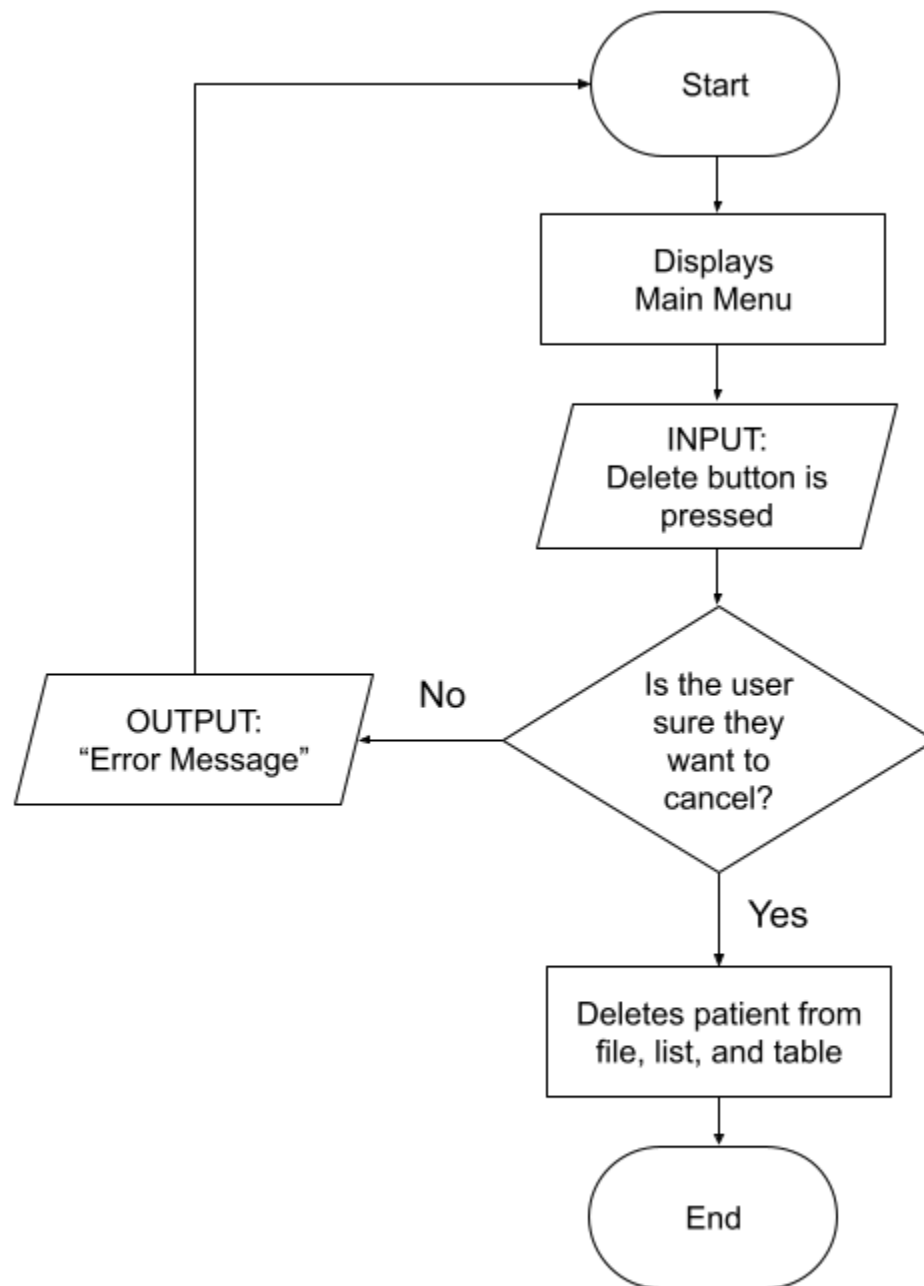 Start
Displays
Main Menu
INPUT:
Delete button is
pressed
Is the user
sure they
want to
cancel?
No
OUTPUT:
“Error Message”
Yes
Deletes patient from
file, list, and table
End